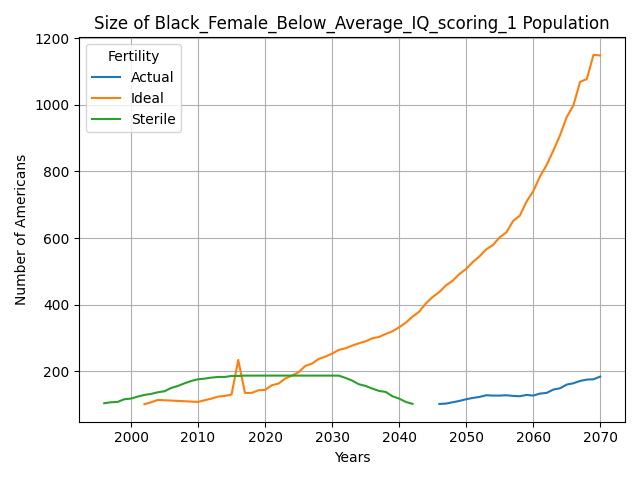 Size of Black_Female_Below_Average_IQ_scoring_1 Population
Fertility
Actual
Ideal
Sterile
Number of Americans
1200
1000
800
600
400
200
2000 2010 2020 2030 2040 2050 2060 2070
Years